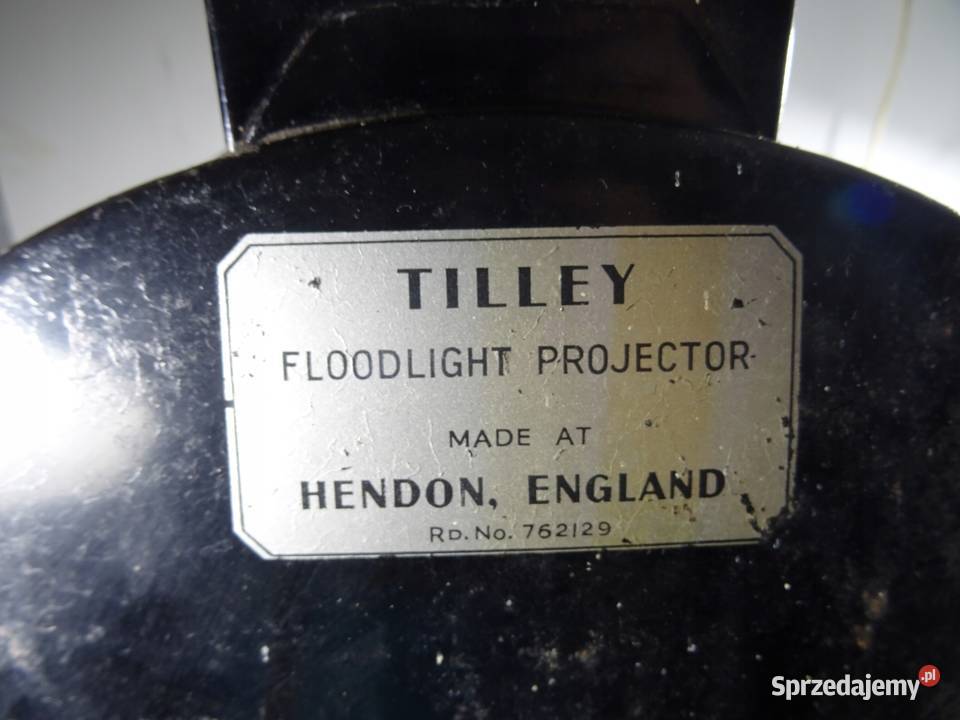 TILLEY
FLOODLIGHT PROJECTOR
MADE AT
HENDON, ENGLAND
RD. NO. 762129
Sprzedajemy.pl